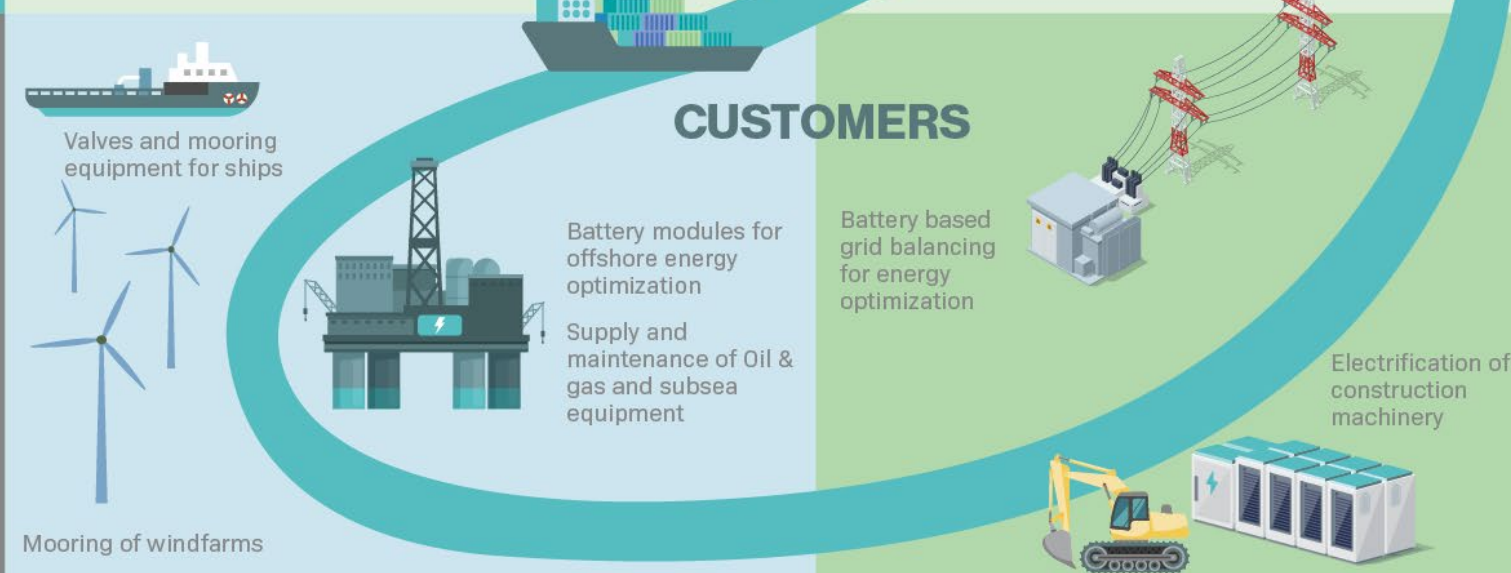 CUSTOMERS
Valves and mooring
equipment for ships
Battery modules for
offshore energy
optimization
Supply and
maintenance of Oil &
gas and subsea
equipment
Battery based
grid balancing
for energy
optimization
Electrification of
construction
machinery
Mooring of windfarms